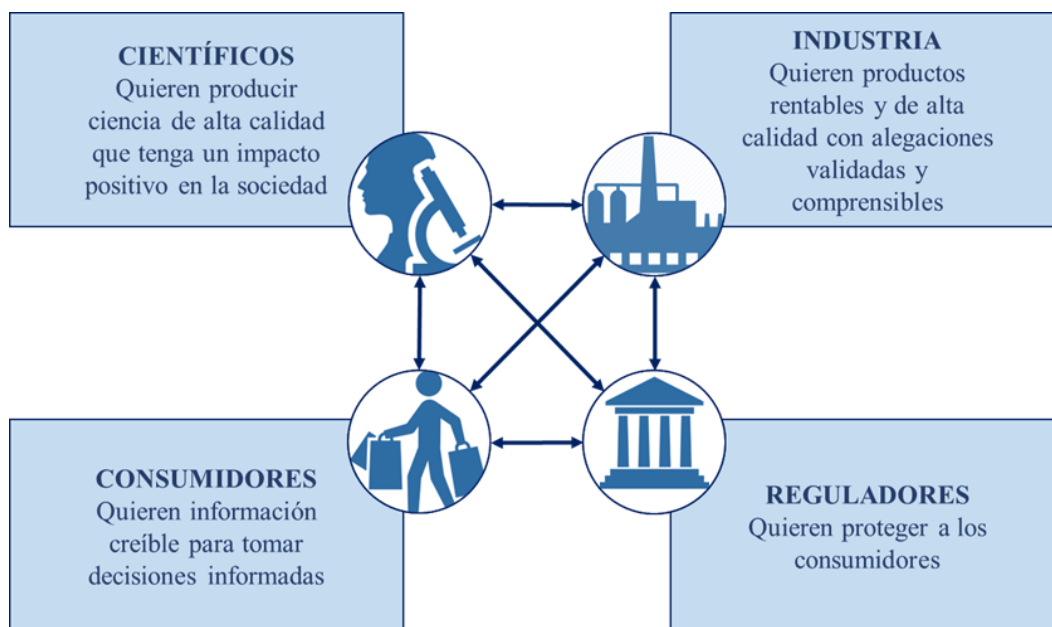 CIENTÍFICOS
Quieren producir
ciencia de alta calidad
que tenga un impacto
positivo en la sociedad
INDUSTRIA
Quieren productos
rentables y de alta
calidad con alegaciones
validadas y
comprensibles
CONSUMIDORES
Quieren información
creíble para tomar
decisiones informadas
REGULADORES
Quieren proteger a los
consumidores